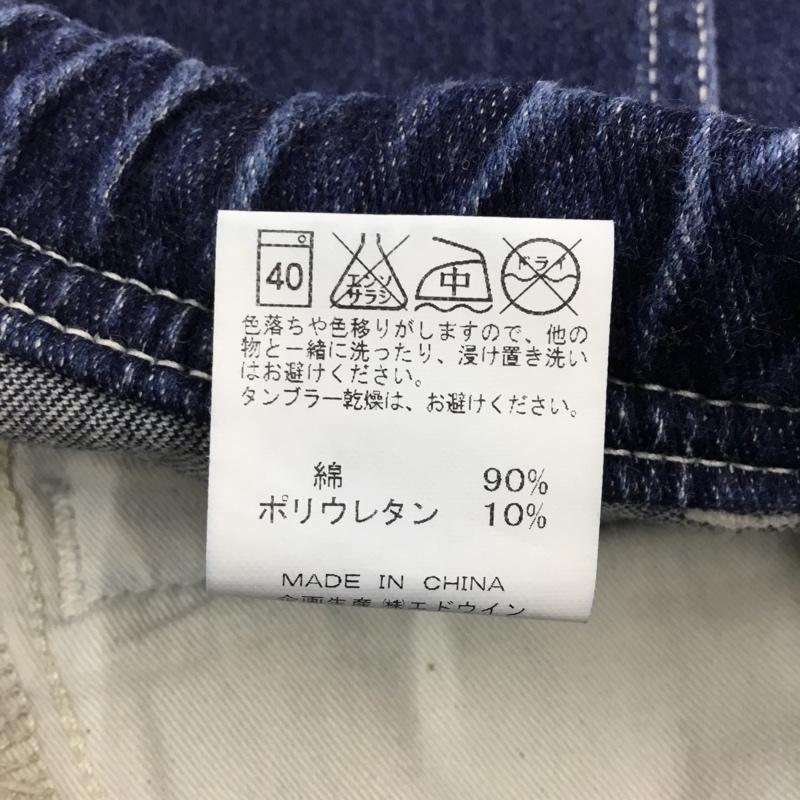 40 エンソサラシ 中 ドライ
色落ちや色移りがしますので、他の
物と一緒に洗ったり、浸け置き洗い
はお避けください。
タンブラー乾燥は、お避けください。
綿 90%
ポリウレタン 10%
MADE IN CHINA
企画生産 ㈱エドウイン